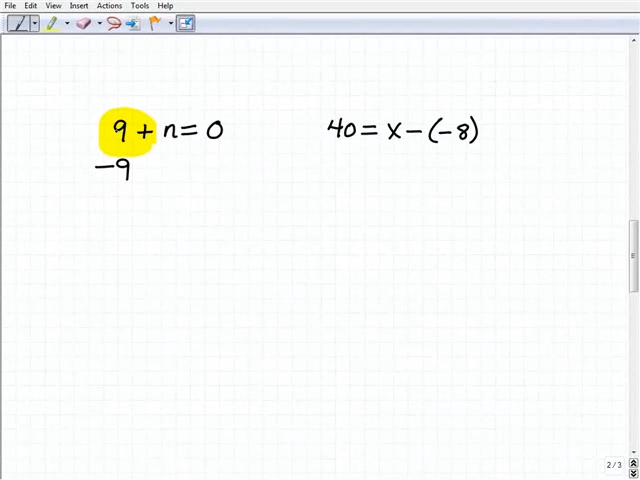 File Edit View Insert Actions Tools Help
9 + n = 0
40 = x - (-8)
-9
2 / 3